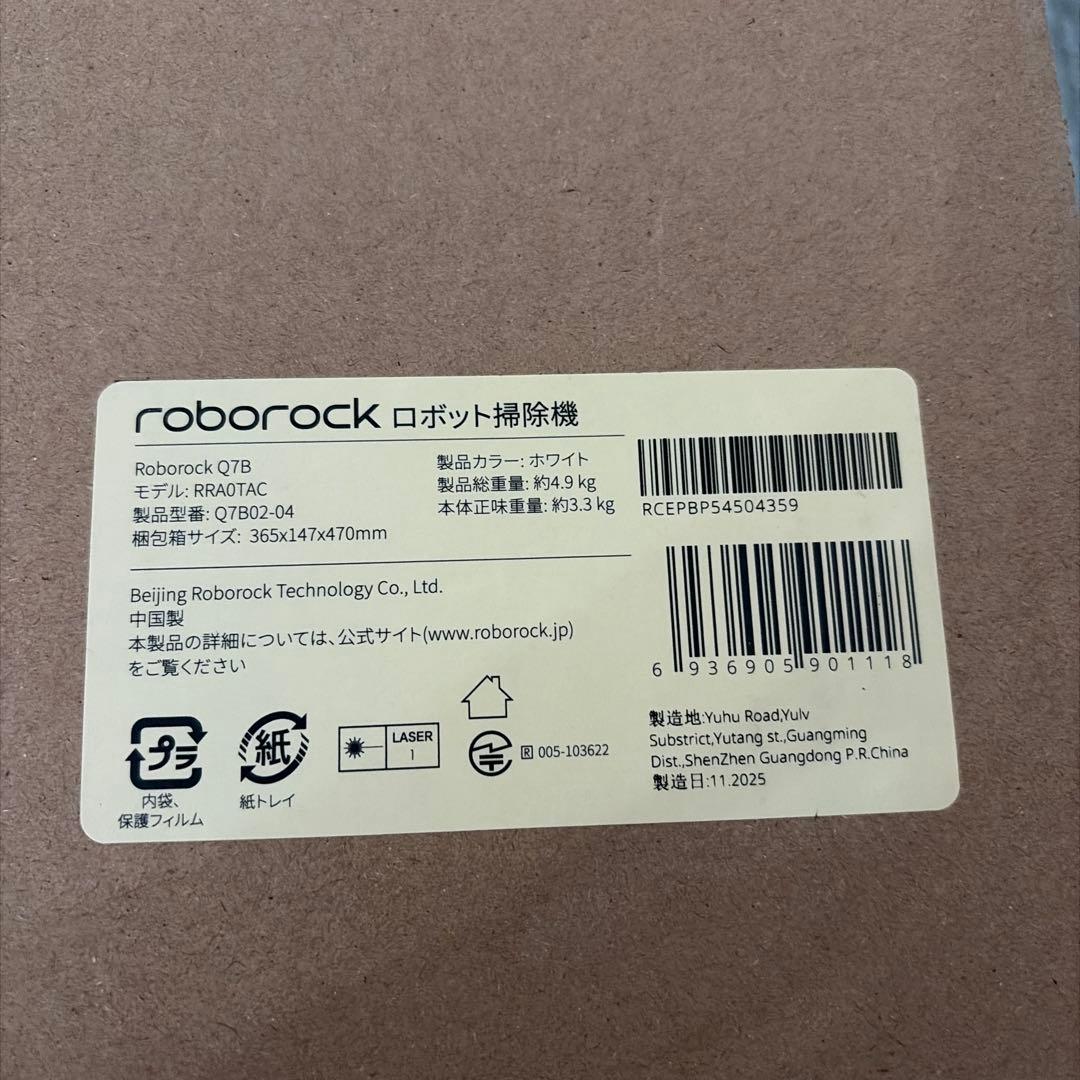 roborock ロボット掃除機
Roborock Q7B
モデル: RRA0TAC
製品型番: Q7B02-04
梱包箱サイズ: 365x147x470mm
製品カラー: ホワイト
製品総重量: 約4.9 kg
本体正味重量: 約3.3 kg
RCEPBP54504359
6 936905 901118
Beijing Roborock Technology Co., Ltd.
中国製
本製品の詳細については、公式サイト(www.roborock.jp)
をご覧ください
プラ
内袋、
保護フィルム
紙
紙トレイ
LASER
1
R 005-103622
製造地:Yuhu Road,Yulv
Substrict,Yutang st.,Guangming
Dist.,ShenZhen Guangdong P.R.China
製造日:11.2025